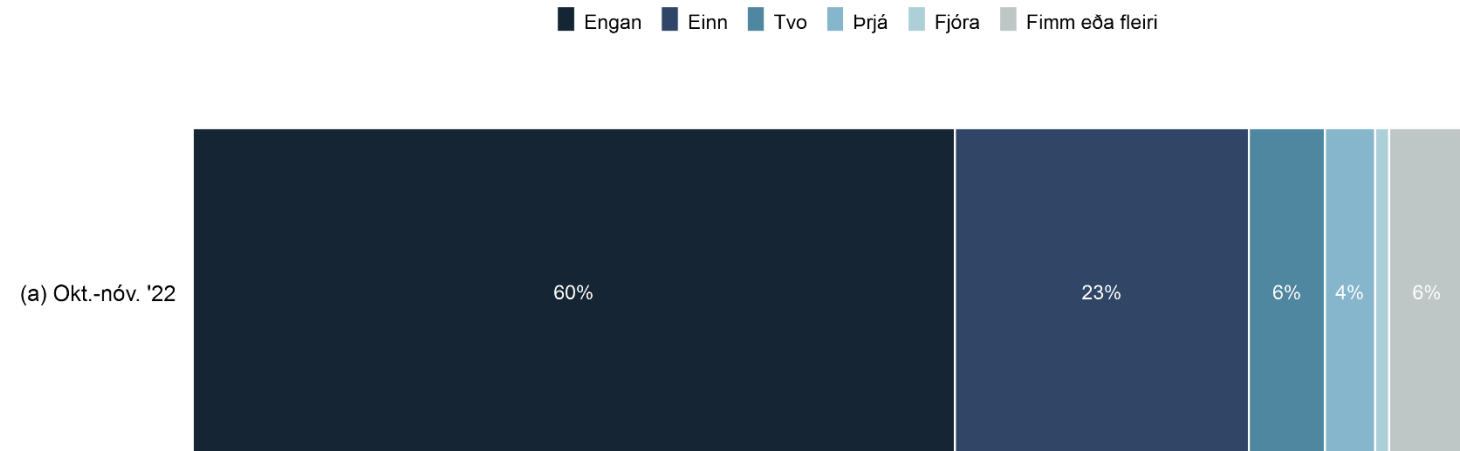 Engan Einn Tvo Þrjá Fjóra Fimm eða fleiri
(a) Okt.-nóv. '22 60% 23% 6% 4% 6%